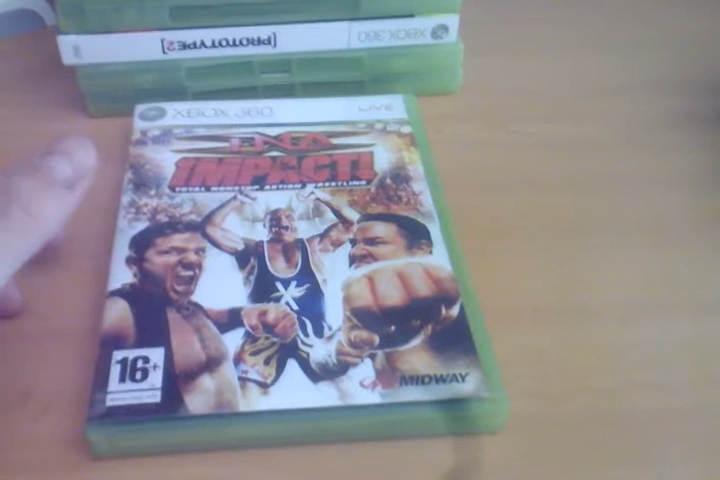 [PROTOTYPE2]
XBOX 360
XBOX 360
LIVE
TNA
IMPACT!
TOTAL NONSTOP ACTION WRESTLING
X
16+
MIDWAY